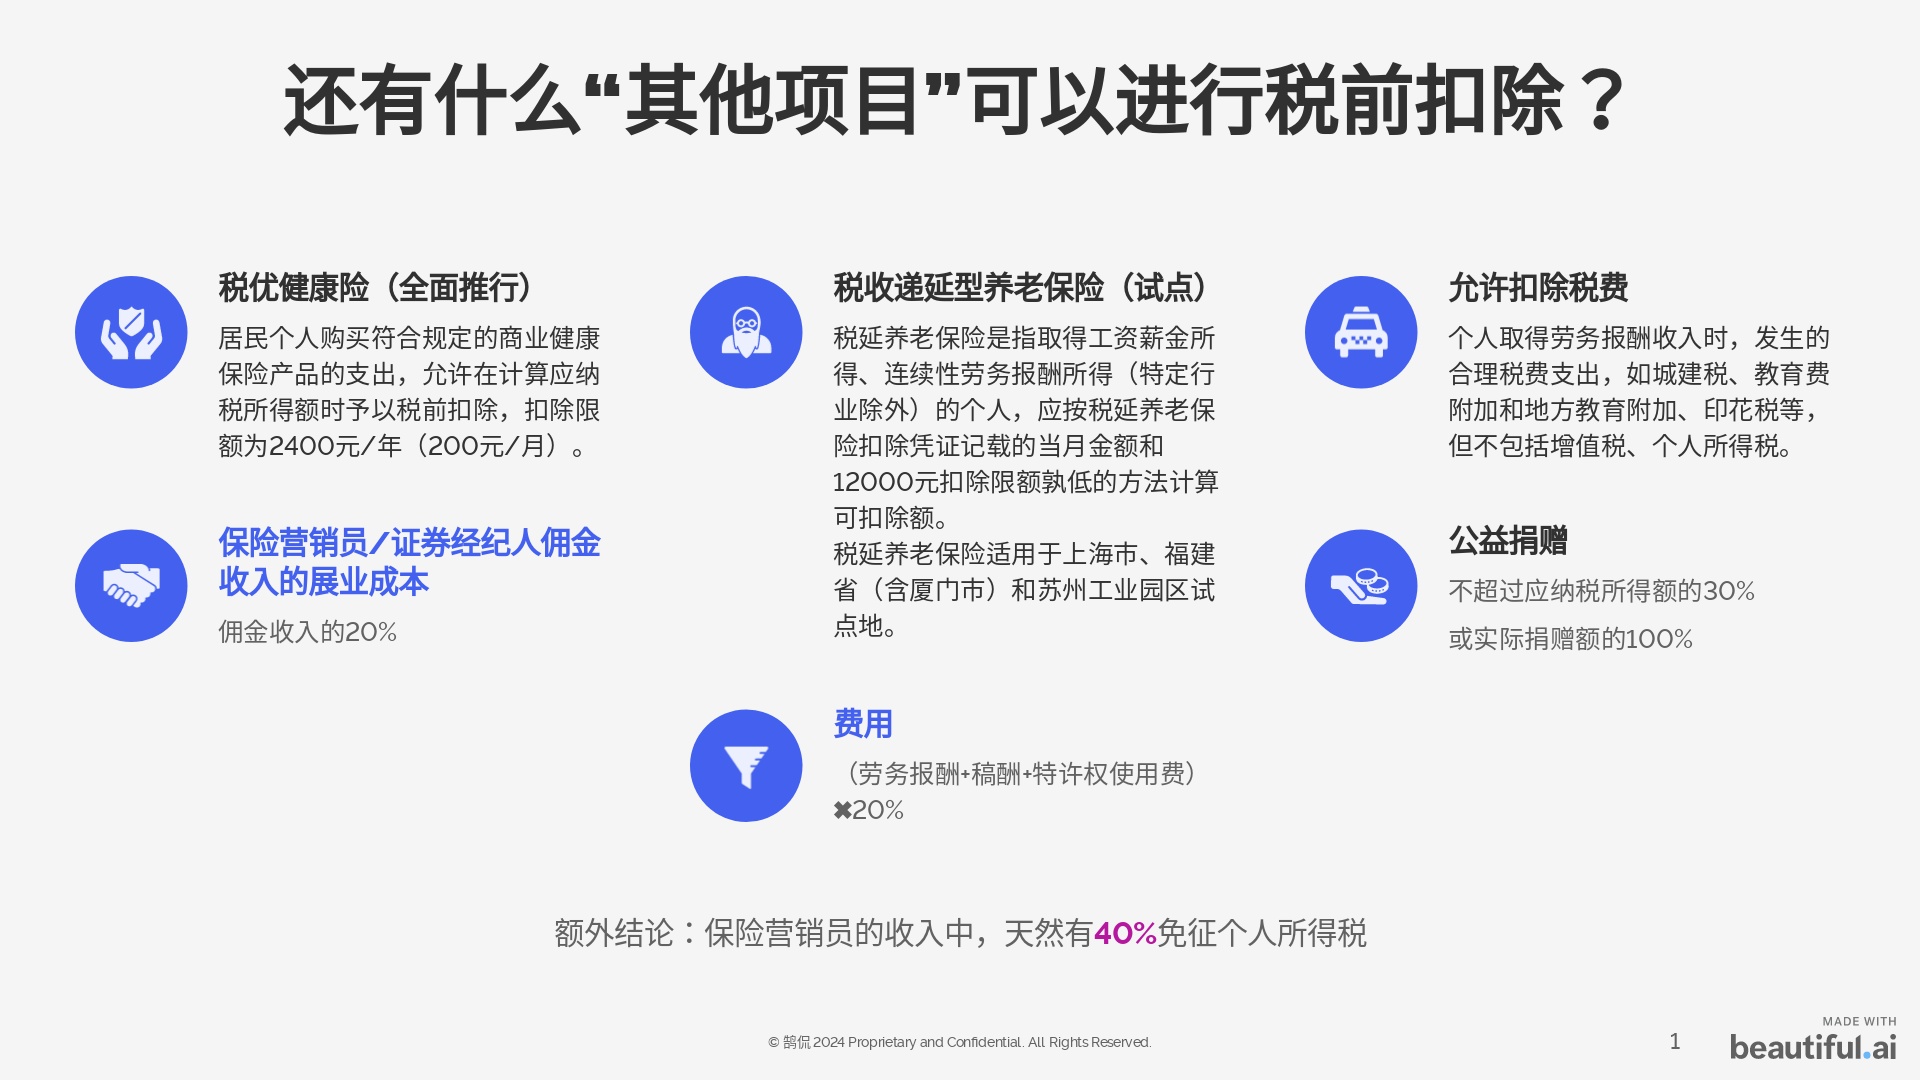 还有什么“其他项目”可以进行税前扣除？
税优健康险（全面推行）
居民个人购买符合规定的商业健康
保险产品的支出，允许在计算应纳
税所得额时予以税前扣除，扣除限
额为2400元/年（200元/月）。
保险营销员/证券经纪人佣金
收入的展业成本
佣金收入的20%
税收递延型养老保险（试点）
税延养老保险是指取得工资薪金所
得、连续性劳务报酬所得（特定行
业除外）的个人，应按税延养老保
险扣除凭证记载的当月金额和
12000元扣除限额孰低的方法计算
可扣除额。
税延养老保险适用于上海市、福建
省（含厦门市）和苏州工业园区试
点地。
费用
（劳务报酬+稿酬+特许权使用费）
✖20%
允许扣除税费
个人取得劳务报酬收入时，发生的
合理税费支出，如城建税、教育费
附加和地方教育附加、印花税等，
但不包括增值税、个人所得税。
公益捐赠
不超过应纳税所得额的30%
或实际捐赠额的100%
额外结论：保险营销员的收入中，天然有40%免征个人所得税
© 鹄侃 2024 Proprietary and Confidential. All Rights Reserved.
1
MADE WITH
beautiful.ai